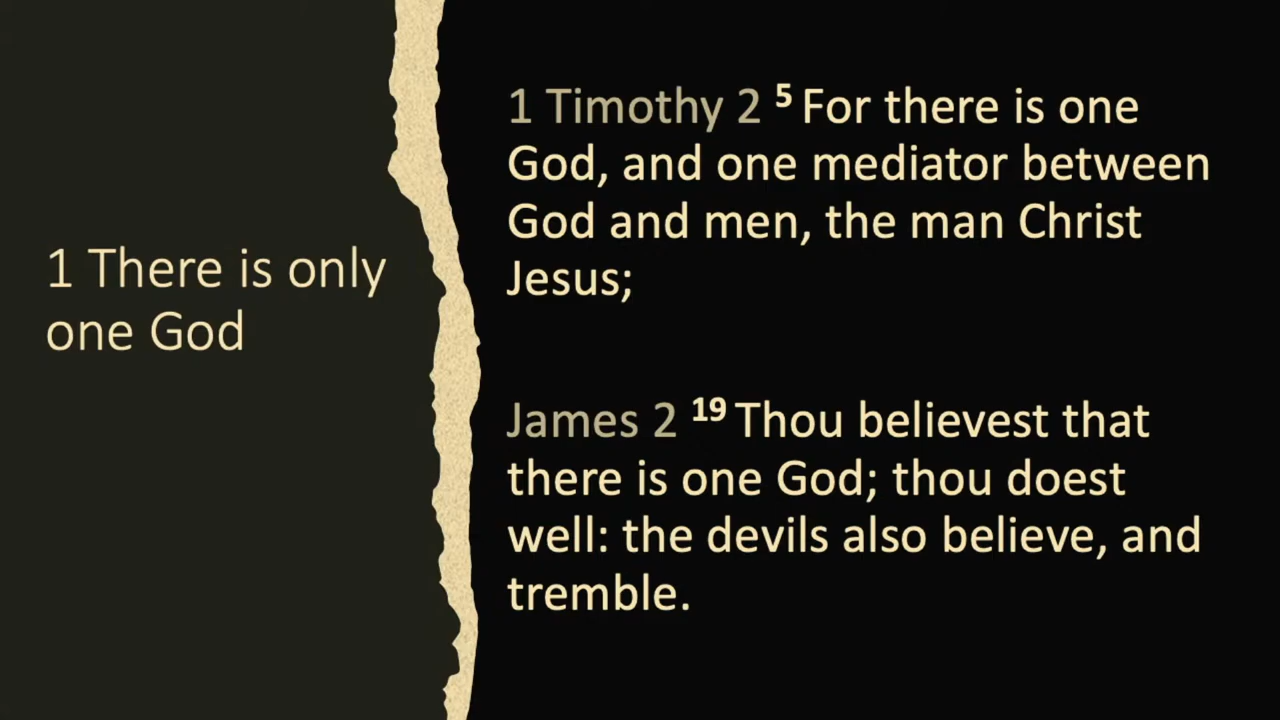 1 There is only
one God
1 Timothy 2 ⁵ For there is one
God, and one mediator between
God and men, the man Christ
Jesus;
James 2 ¹⁹ Thou believest that
there is one God; thou doest
well: the devils also believe, and
tremble.